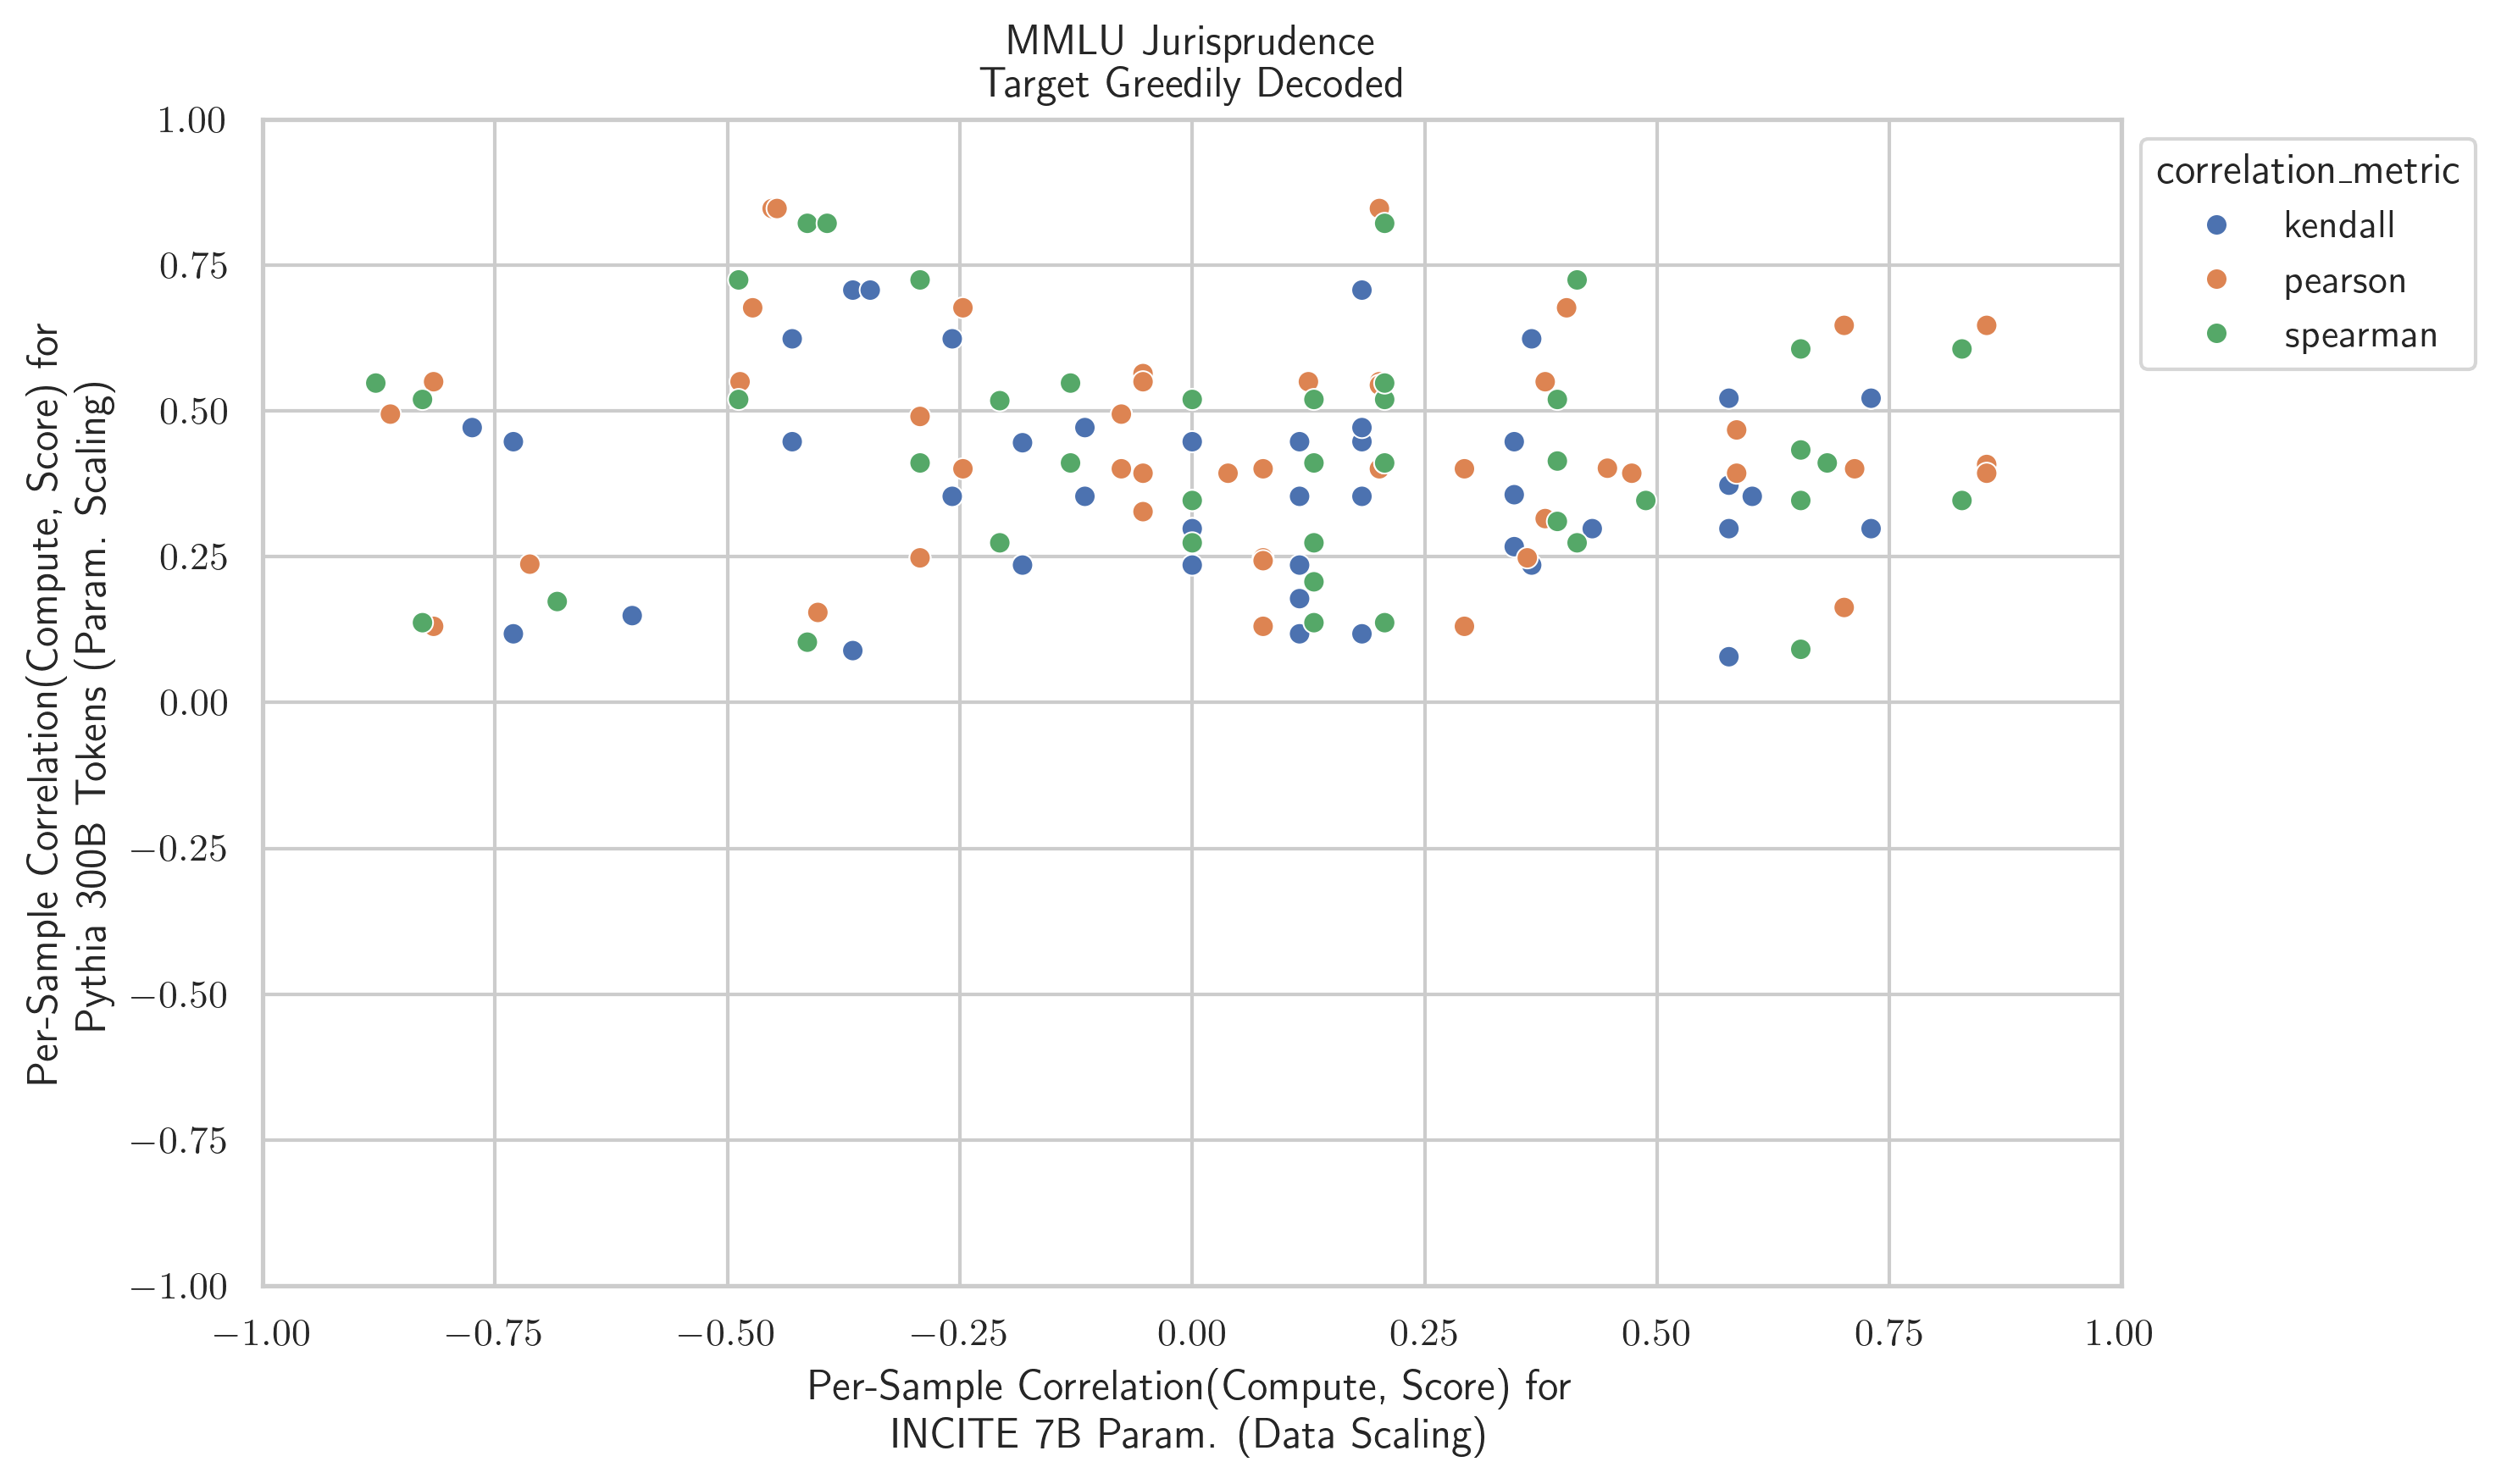 MMLU Jurisprudence
Target Greedily Decoded
1.00
0.75
0.50
0.25
0.00
−0.25
−0.50
−0.75
−1.00
Per-Sample Correlation(Compute, Score) for
Pythia 300B Tokens (Param. Scaling)
correlation_metric
kendall
pearson
spearman
−1.00 −0.75 −0.50 −0.25 0.00 0.25 0.50 0.75 1.00
Per-Sample Correlation(Compute, Score) for
INCITE 7B Param. (Data Scaling)